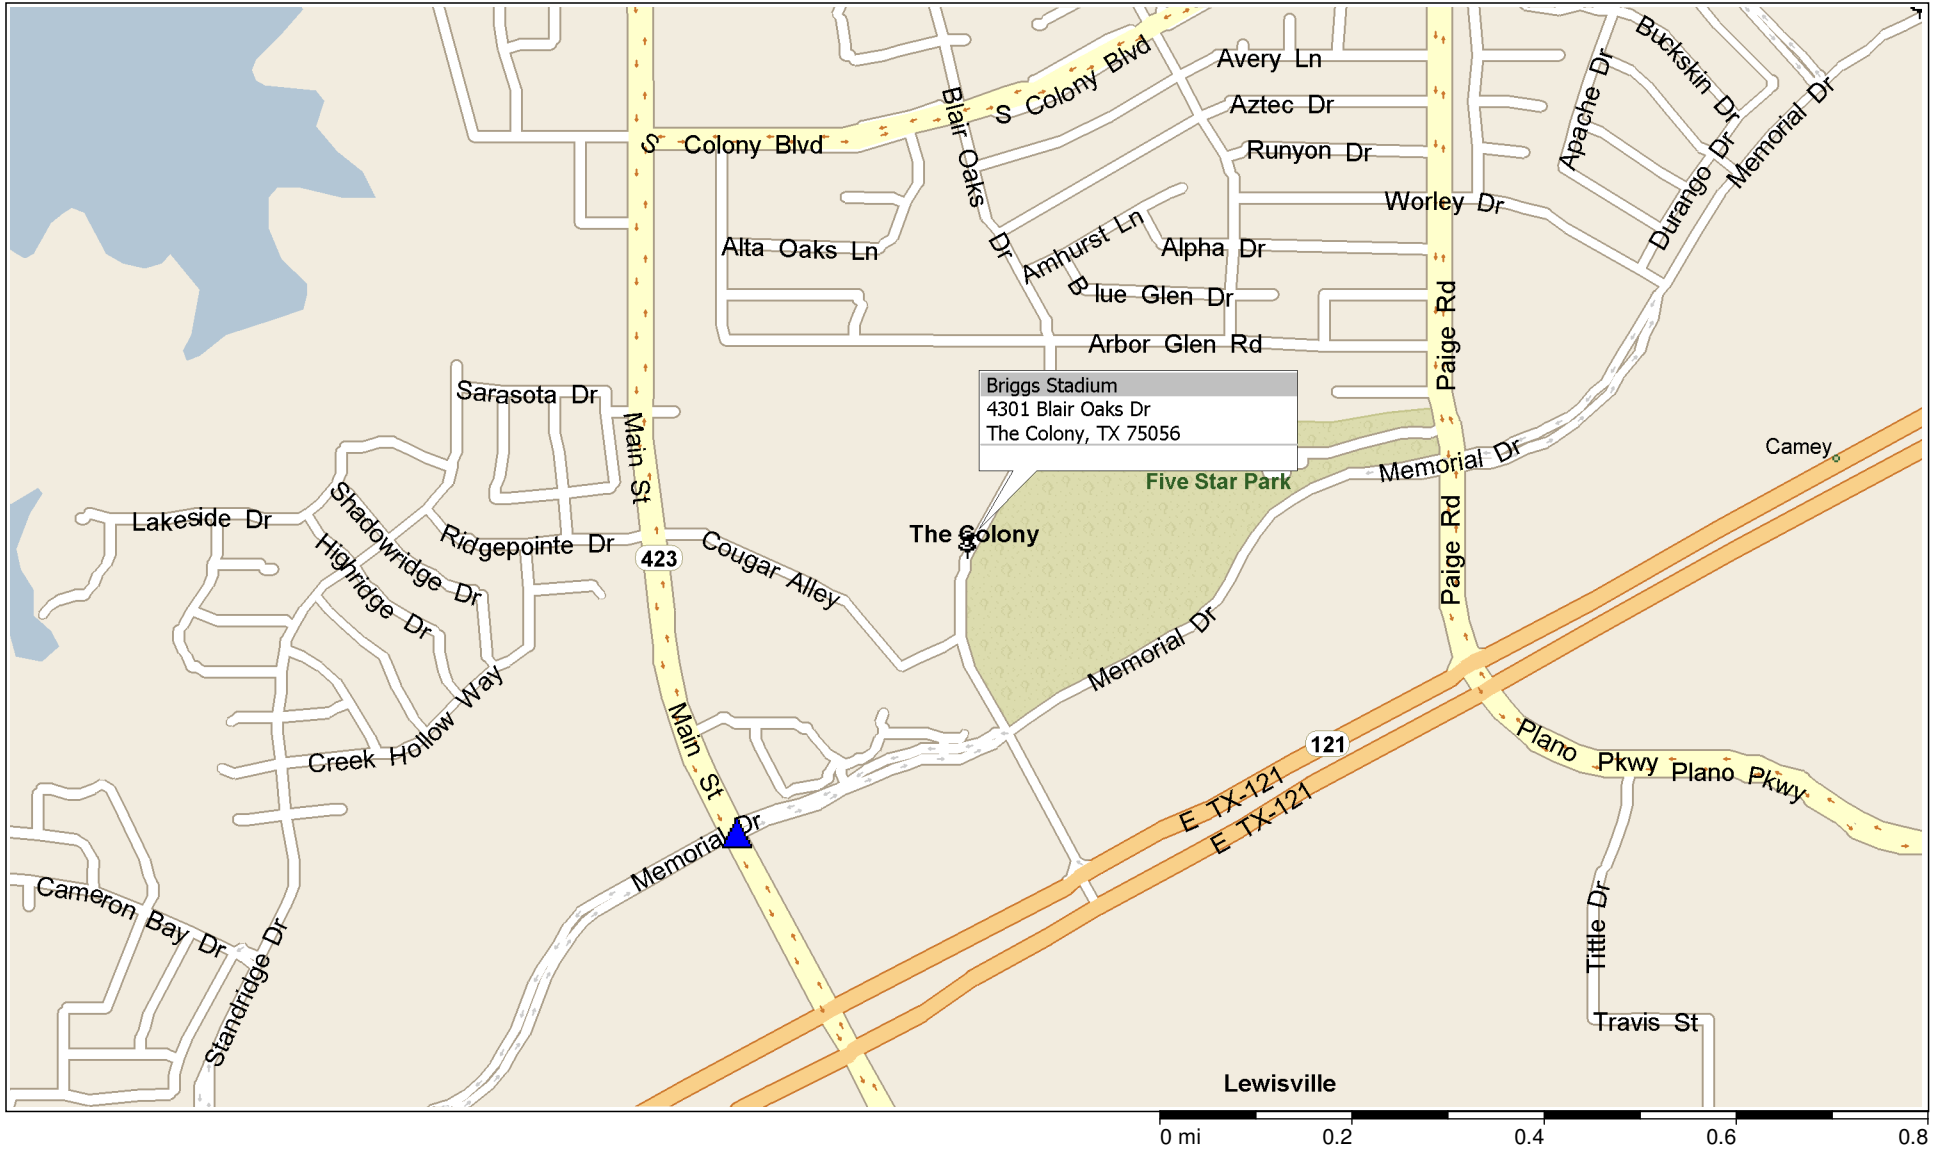 Buckskin Dr
Avery Ln
S Colony Blvd
Apache Dr
Memorial Dr
Aztec Dr
Blair Oaks Dr
S Colony Blvd
Runyon Dr
Durango Dr
Worley Dr
Amhurst Ln
Alta Oaks Ln
Alpha Dr
Blue Glen Dr
Paige Rd
Arbor Glen Rd
Briggs Stadium
4301 Blair Oaks Dr
The Colony, TX 75056
Sarasota Dr
Main St
Camey
Memorial Dr
Five Star Park
Lakeside Dr
Shadowridge Dr
Ridgepointe Dr
The Colony
423
Cougar Alley
Paige Rd
Highridge Dr
Memorial Dr
Creek Hollow Way
Main St
121
Plano Pkwy
Plano Pkwy
E TX-121
E TX-121
Memorial Dr
Cameron Bay Dr
Standridge Dr
Tittle Dr
Travis St
Lewisville
0 mi 0.2 0.4 0.6 0.8